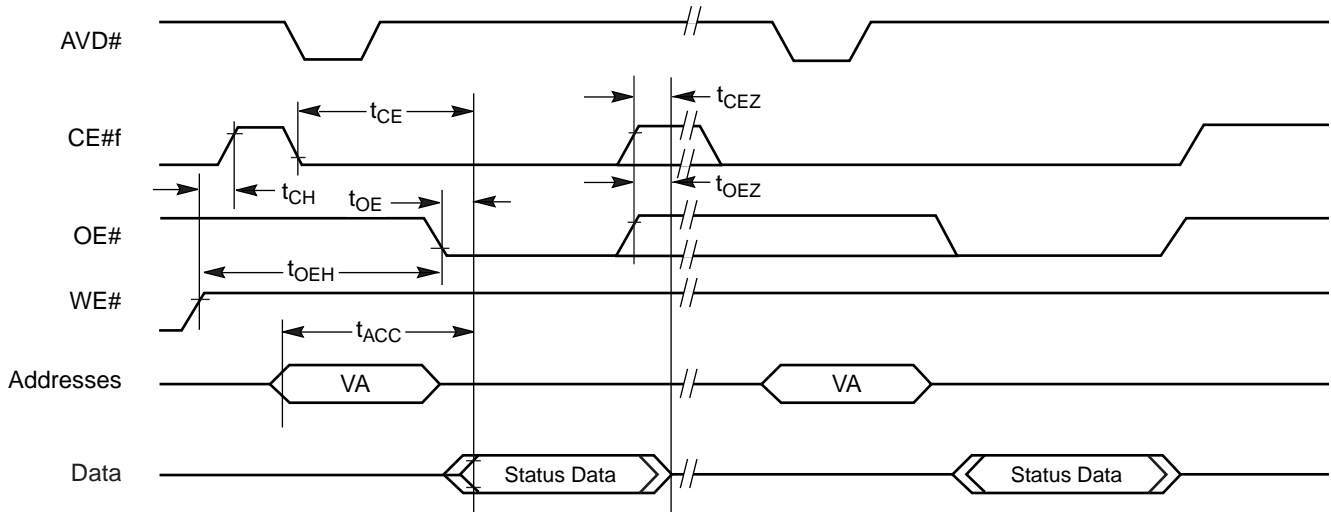 AVD#
tCEZ
tCE
CE#f
tCH
tOE
tOEZ
OE#
tOEH
WE#
tACC
Addresses
VA
VA
Data
Status Data
Status Data